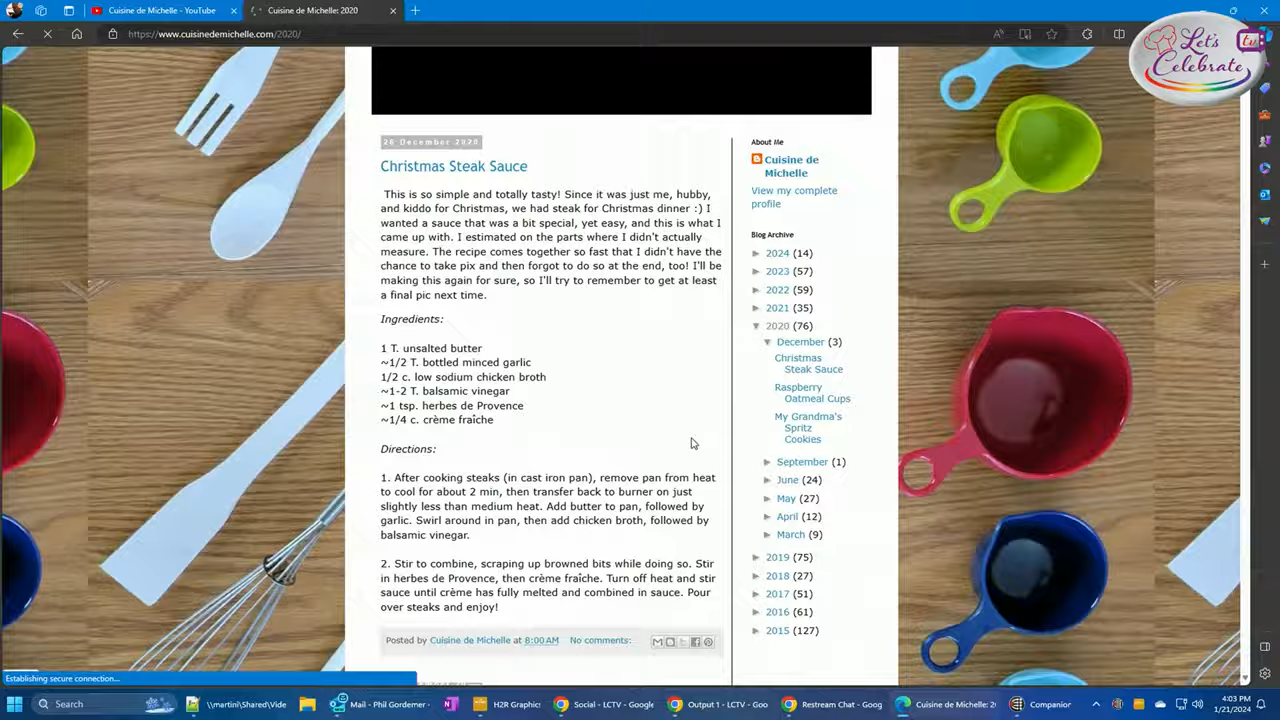 Cuisine de Michelle - YouTube
Cuisine de Michelle: 2020
https://www.cuisinedemichelle.com/2020/
Let's
Celebrate
tv
26 December 2020
Christmas Steak Sauce
This is so simple and totally tasty! Since it was just me, hubby,
and kiddo for Christmas, we had steak for Christmas dinner :) I
wanted a sauce that was a bit special, yet easy, and this is what I
came up with. I estimated on the parts where I didn't actually
measure. The recipe comes together so fast that I didn't have the
chance to take pix and then forgot to do so at the end, too! I'll be
making this again for sure, so I'll try to remember to get at least
a final pic next time.
Ingredients:
1 T. unsalted butter
~1/2 T. bottled minced garlic
1/2 c. low sodium chicken broth
~1-2 T. balsamic vinegar
~1 tsp. herbes de Provence
~1/4 c. crème fraîche
Directions:
1. After cooking steaks (in cast iron pan), remove pan from heat
to cool for about 2 min, then transfer back to burner on just
slightly less than medium heat. Add butter to pan, followed by
garlic. Swirl around in pan, then add chicken broth, followed by
balsamic vinegar.
2. Stir to combine, scraping up browned bits while doing so. Stir
in herbes de Provence, then crème fraîche. Turn off heat and stir
sauce until crème has fully melted and combined in sauce. Pour
over steaks and enjoy!
Posted by Cuisine de Michelle at 8:00 AM No comments:
About Me
Cuisine de
Michelle
View my complete
profile
Blog Archive
► 2024 (14)
► 2023 (57)
► 2022 (59)
► 2021 (35)
▼ 2020 (76)
▼ December (3)
Christmas
Steak Sauce
Raspberry
Oatmeal Cups
My Grandma's
Spritz
Cookies
► September (1)
► June (24)
► May (27)
► April (12)
► March (9)
► 2019 (75)
► 2018 (27)
► 2017 (51)
► 2016 (61)
► 2015 (127)
Establishing secure connection...
Search
\\martini\Shared\Vide
Mail - Phil Gordemer -
H2R Graphic
Social - LCTV - Google
Output 1 - LCTV - Goo
Restream Chat - Goog
Cuisine de Michelle: 2
Companion
4:03 PM
1/21/2024